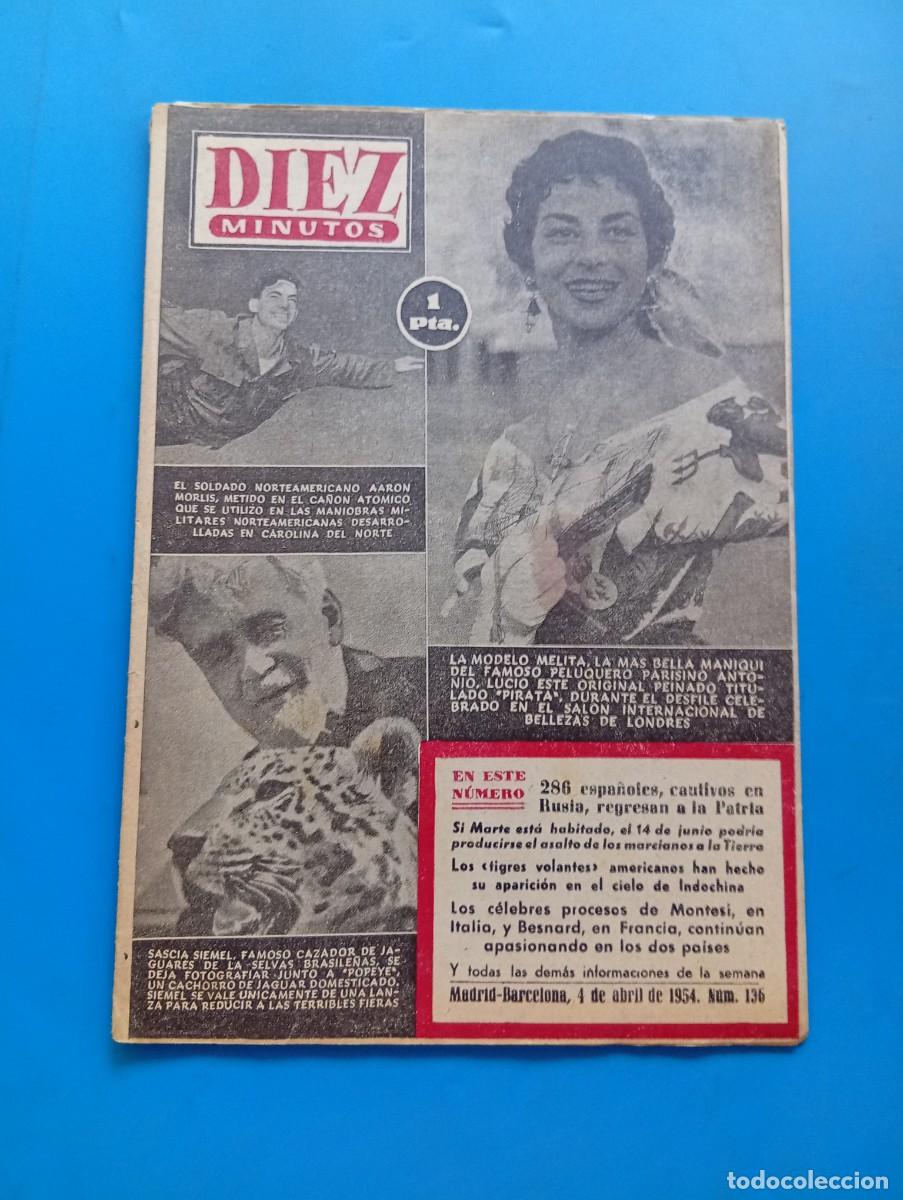 DIEZ
MINUTOS
1
Pta.
EL SOLDADO NORTEAMERICANO AARON
MORLIS, METIDO EN EL CAÑON ATOMICO
QUE SE UTILIZO EN LAS MANIOBRAS MI-
LITARES NORTEAMERICANAS DESARRO-
LLADAS EN CAROLINA DEL NORTE
LA MODELO MELITA, LA MAS BELLA MANIQUI
DEL FAMOSO PELUQUERO PARISINO ANTO-
NIO, LUCIO ESTE ORIGINAL PEINADO TITU-
LADO "PIRATA", DURANTE EL DESFILE CELE-
BRADO EN EL SALON INTERNACIONAL DE
BELLEZAS DE LONDRES
SASCIA SIEMEL, FAMOSO CAZADOR DE JA-
GUARES DE LA SELVAS BRASILEÑAS, SE
DEJA FOTOGRAFIAR JUNTO A "POPEYE",
UN CACHORRO DE JAGUAR DOMESTICADO.
SIEMEL SE VALE UNICAMENTE DE UNA LAN-
ZA PARA REDUCIR A LAS TERRIBLES FIERAS
EN ESTE
NÚMERO
286 españoles, cautivos en
Rusia, regresan a la Patria
Si Marte está habitado, el 14 de junio podría
producirse el asalto de los marcianos a la Tierra
Los «tigres volantes» americanos han hecho
su aparición en el cielo de Indochina
Los célebres procesos de Montesi, en
Italia, y Besnard, en Francia, continúan
apasionando en los dos países
Y todas las demás informaciones de la semana
Madrid-Barcelona, 4 de abril de 1954. Núm. 136
todocoleccion